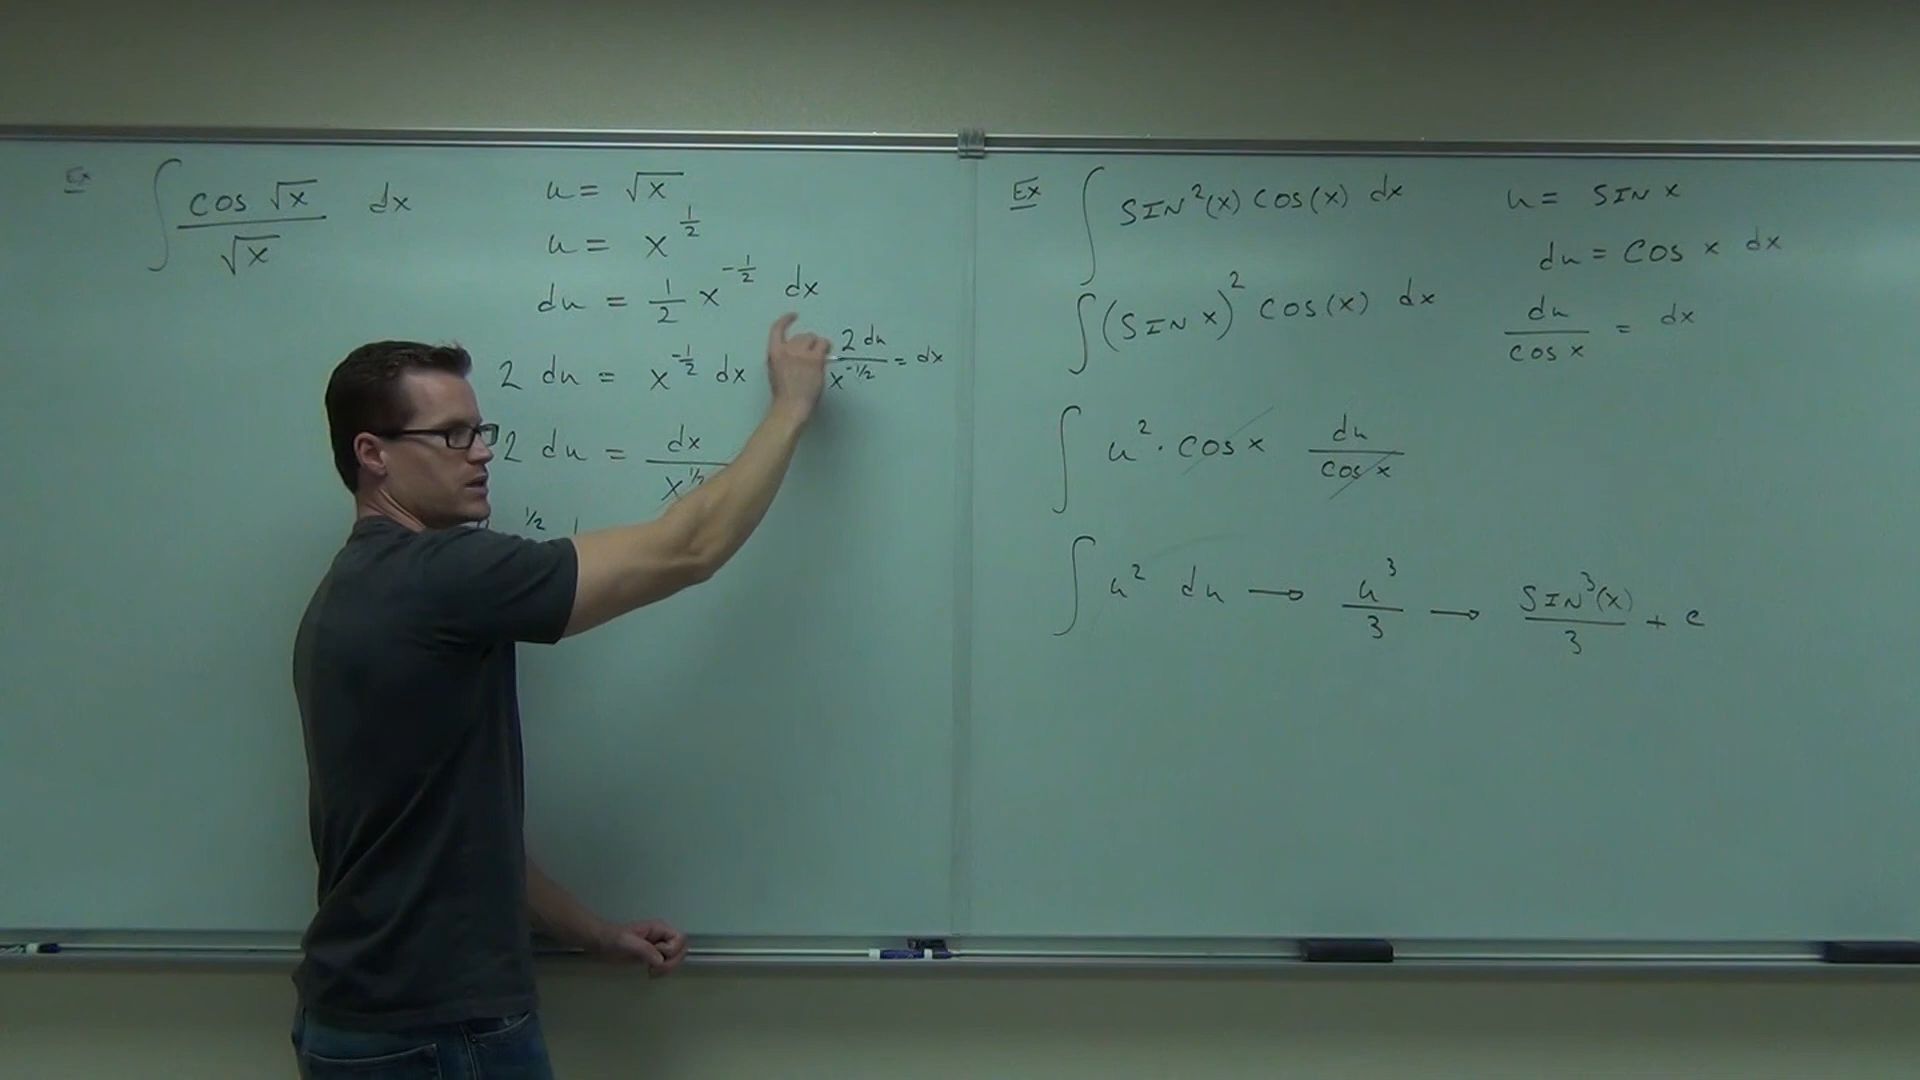 Ex ∫ cos √x / √x dx
u = √x
u = x^1/2
du = 1/2 x^-1/2 dx
2 du = x^-1/2 dx
2 du / x^-1/2 = dx
2 du = dx / x^1/2
1/2
Ex ∫ SIN²(x) cos(x) dx
u = SIN x
du = cos x dx
∫ (SIN x)² cos(x) dx
du / cos x = dx
∫ u² · cos x du / cos x
∫ u² du → u³ / 3 → SIN³(x) / 3 + c